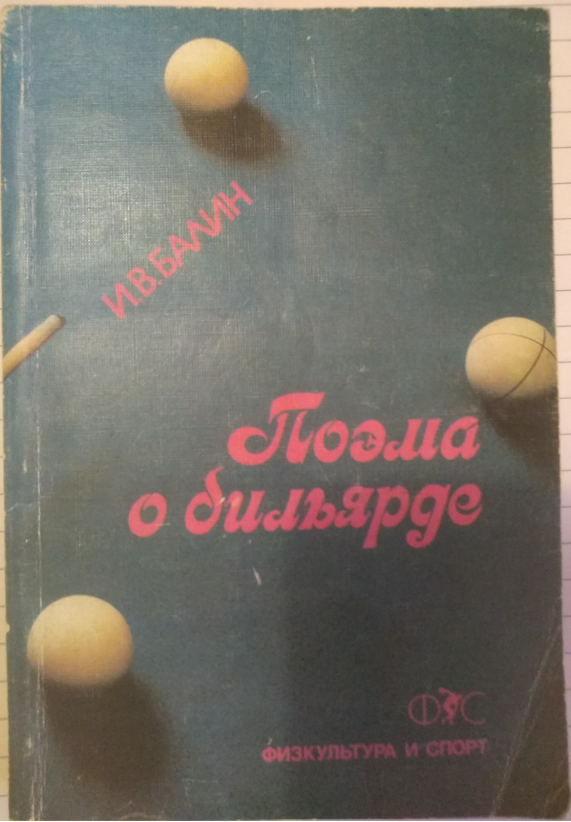 И.В.БАЛИН
Поэма
о бильярде
ФиС
ФИЗКУЛЬТУРА И СПОРТ